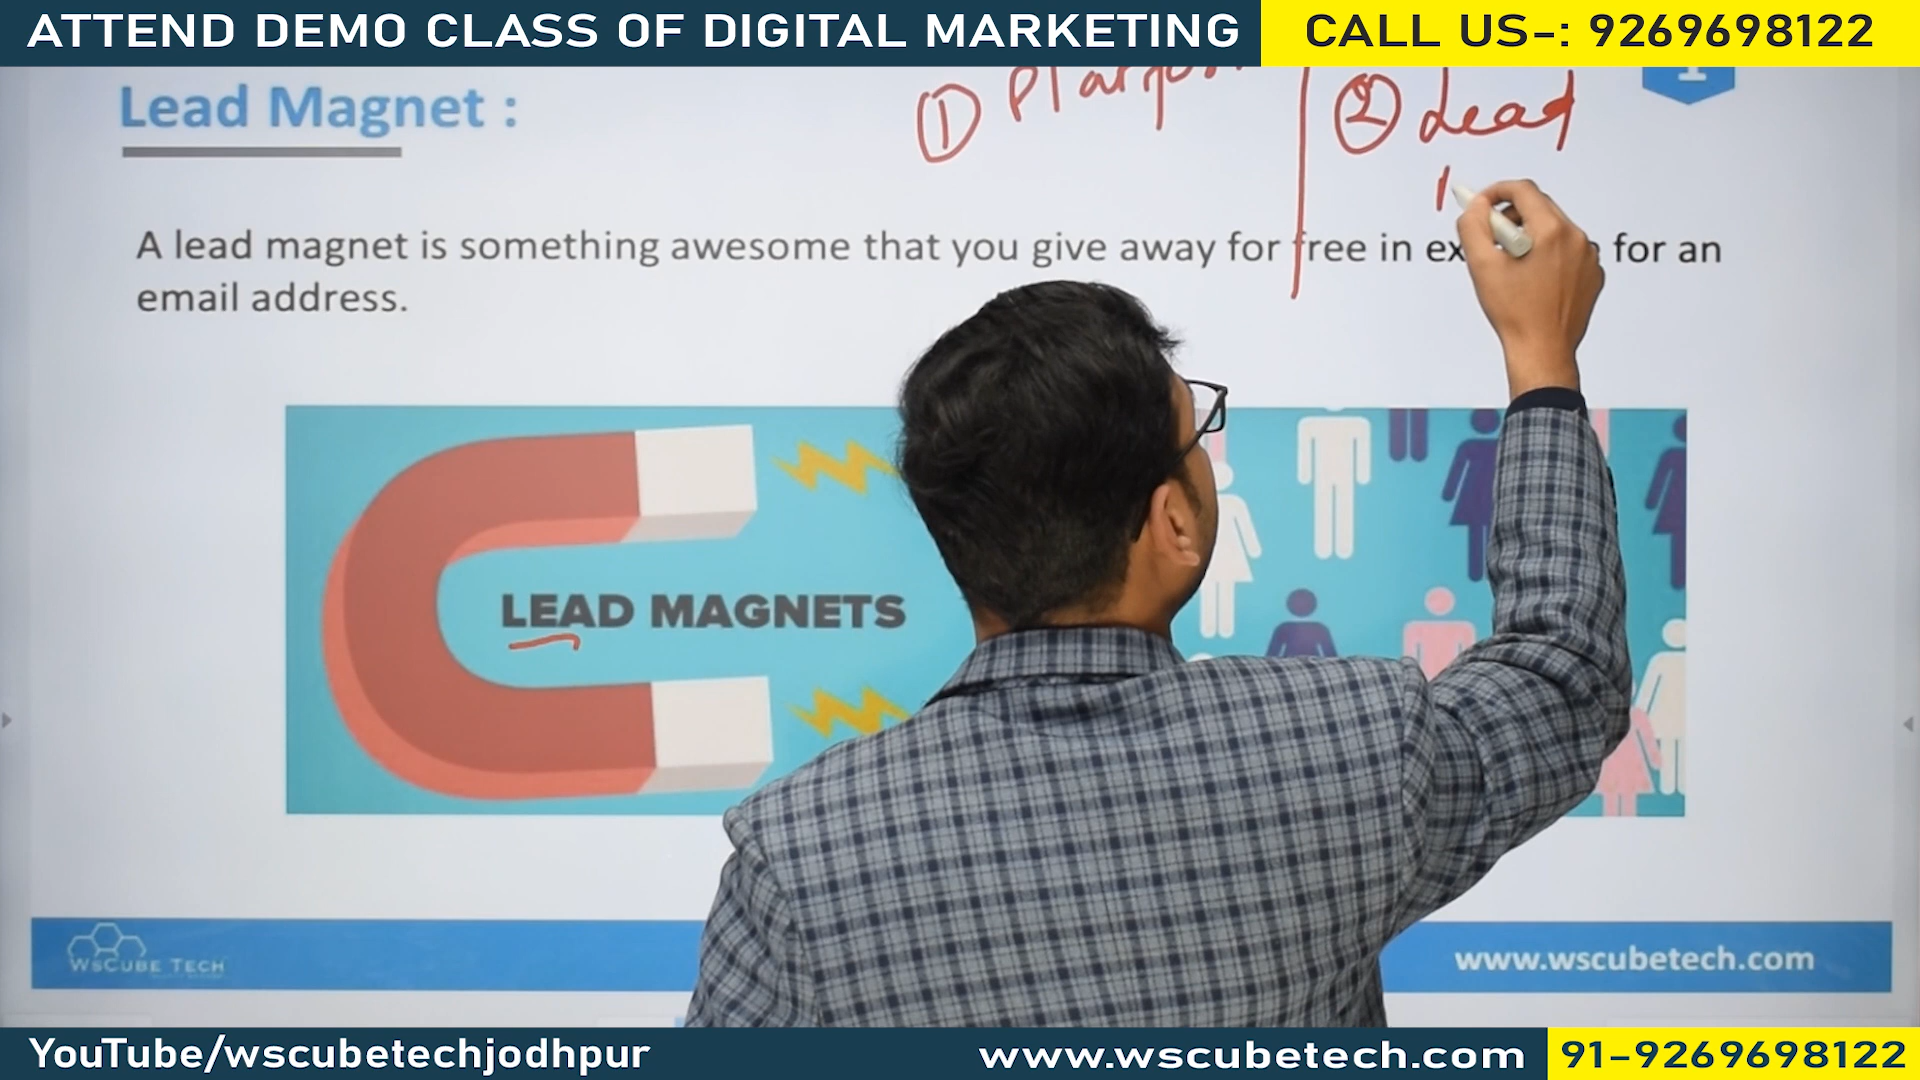 ATTEND DEMO CLASS OF DIGITAL MARKETING
CALL US-: 9269698122
Lead Magnet :
①
② Lead
1
A lead magnet is something awesome that you give away for free in for an
email address.
LEAD MAGNETS
WsCube Tech
www.wscubetech.com
YouTube/wscubetechjodhpur
www.wscubetech.com
91-9269698122